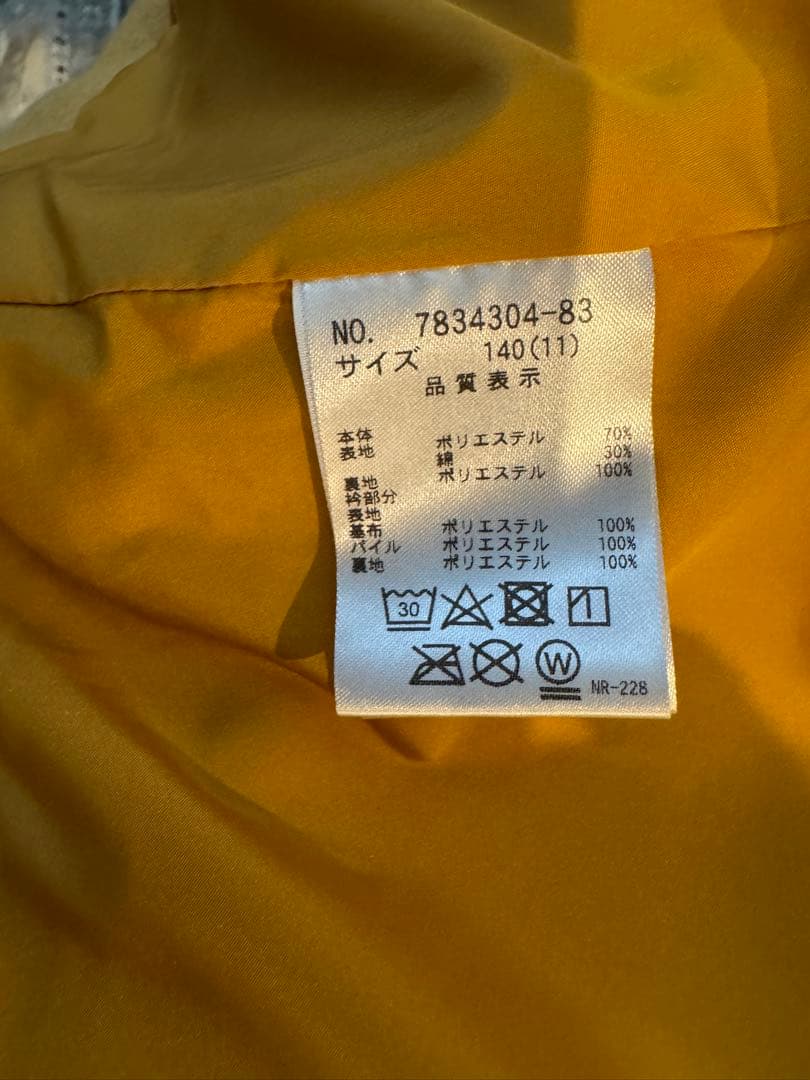 NO. 7834304-83
サイズ 140(11)
品質表示
本体
表地 ポリエステル 70%
綿 30%
裏地 ポリエステル 100%
衿部分
表地
基布 ポリエステル 100%
パイル ポリエステル 100%
裏地 ポリエステル 100%
30
W
NR-228